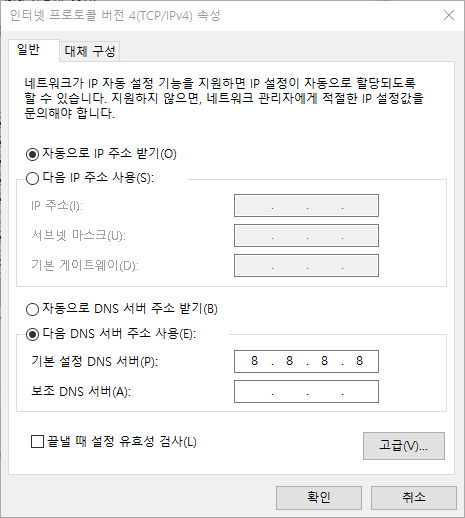 인터넷 프로토콜 버전 4(TCP/IPv4) 속성
일반
대체 구성
네트워크가 IP 자동 설정 기능을 지원하면 IP 설정이 자동으로 할당되도록
할 수 있습니다. 지원하지 않으면, 네트워크 관리자에게 적절한 IP 설정값을
문의해야 합니다.
자동으로 IP 주소 받기(O)
다음 IP 주소 사용(S):
IP 주소(I): . . .
서브넷 마스크(U): . . .
기본 게이트웨이(D): . . .
자동으로 DNS 서버 주소 받기(B)
다음 DNS 서버 주소 사용(E):
기본 설정 DNS 서버(P): 8 . 8 . 8 . 8
보조 DNS 서버(A): . . .
끝낼 때 설정 유효성 검사(L)
고급(V)...
확인
취소